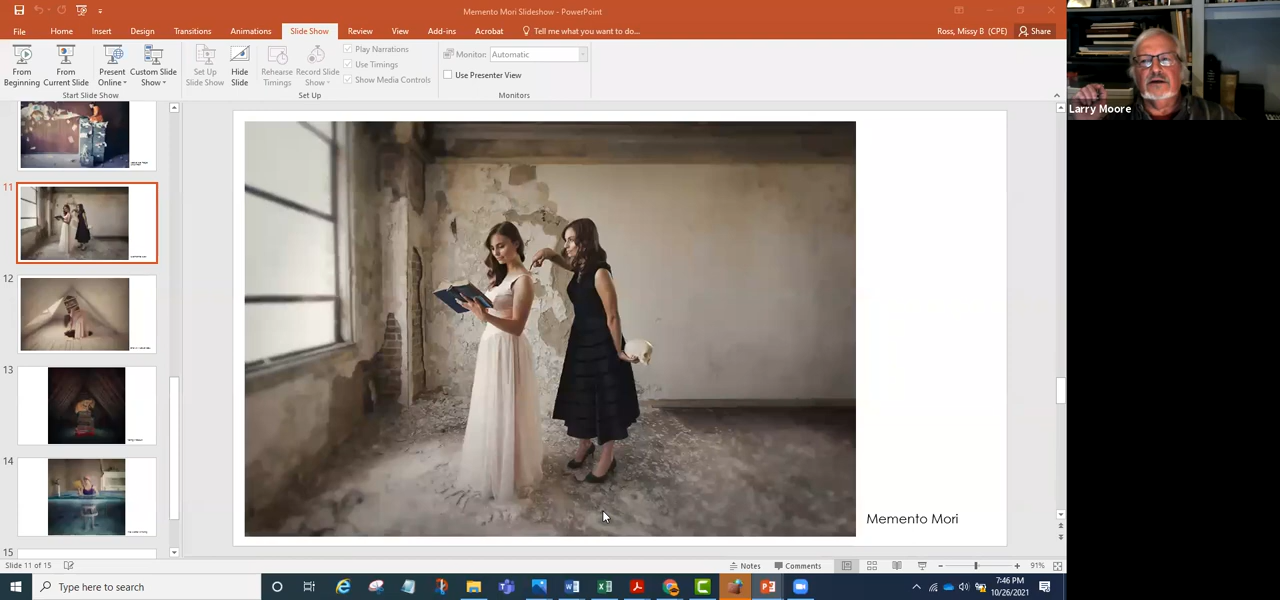 Memento Mori Slideshow - PowerPoint
File Home Insert Design Transitions Animations Slide Show Review View Add-ins Acrobat Tell me what you want to do... Ross, Missy B (CPE) Share
From Beginning
From Current Slide
Present Online
Custom Slide Show
Start Slide Show
Set Up Slide Show
Hide Slide
Rehearse Timings
Record Slide Show
Play Narrations
Use Timings
Show Media Controls
Set Up
Monitor: Automatic
Use Presenter View
Monitors
Larry Moore
11
12
13
14
15
Memento Mori
Slide 11 of 15
Notes Comments 91%
Type here to search
7:46 PM
10/26/2021